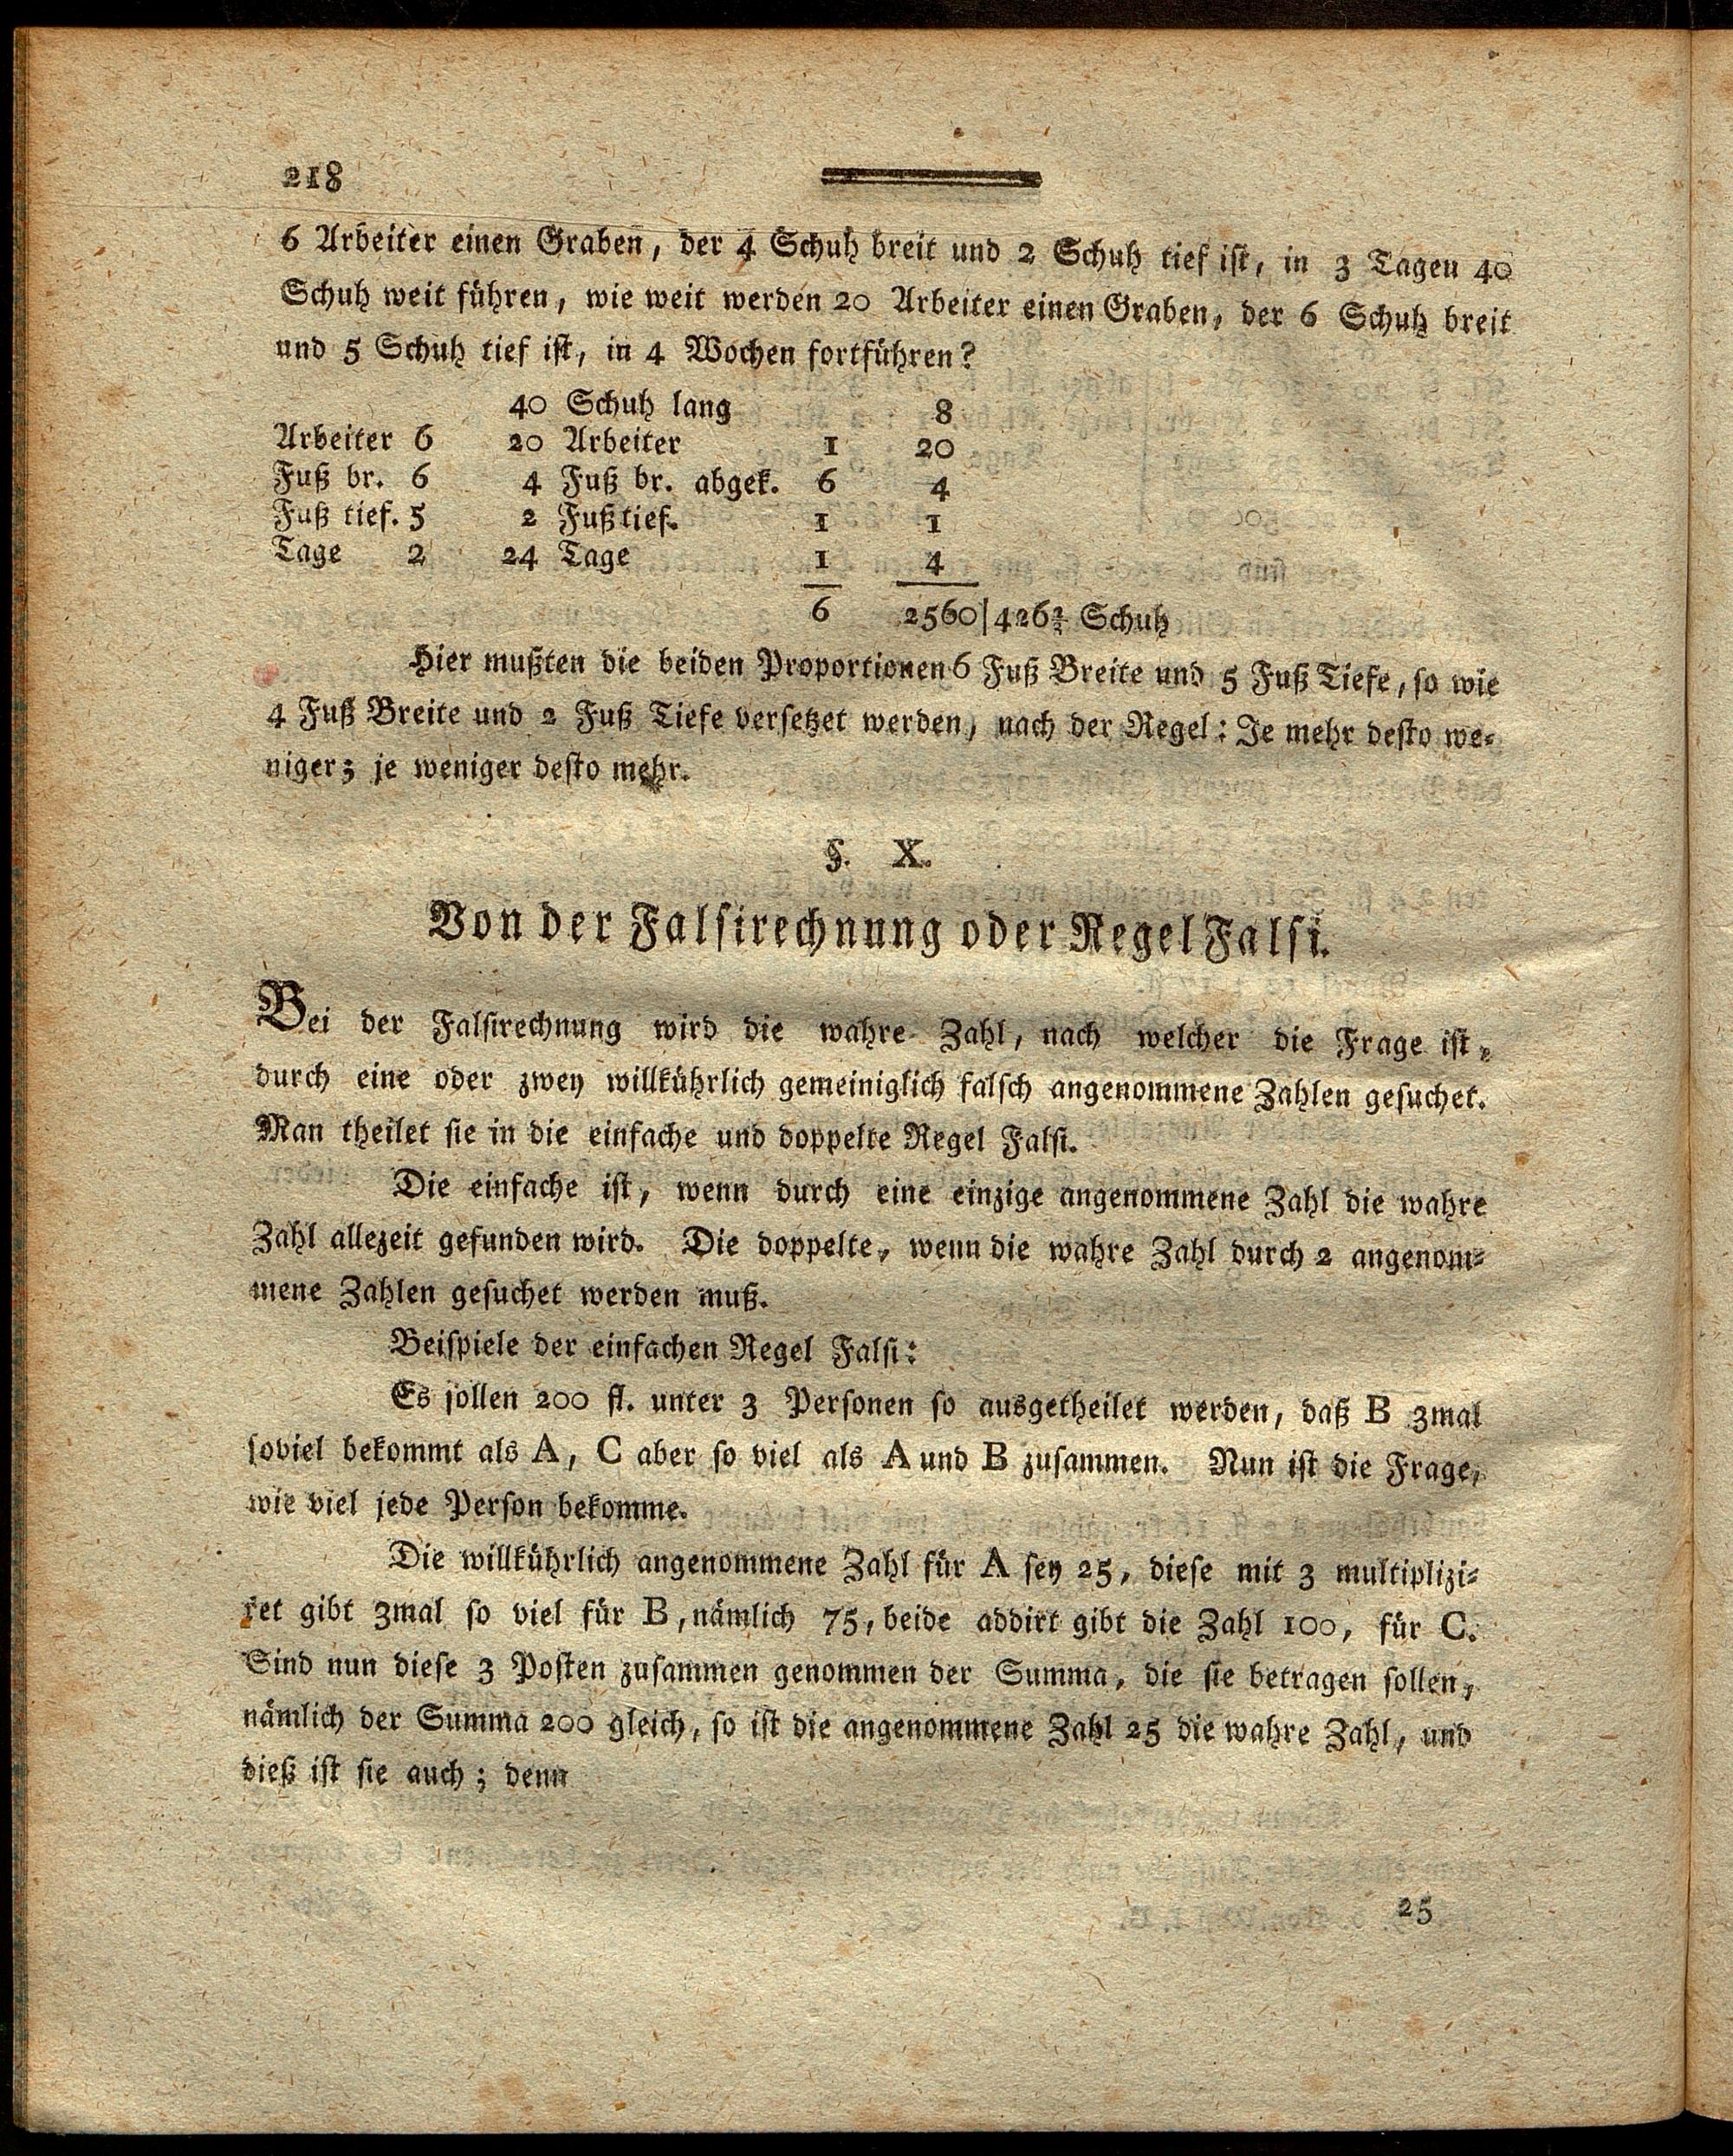 218
6 Arbeiter einen Graben, der 4 Schuh breit und 2 Schuh tief ist, in 3 Tagen 40
Schuh weit führen, wie weit werden 20 Arbeiter einen Graben, der 6 Schuh breit
und 5 Schuh tief ist, in 4 Wochen fortführen?
40 Schuh lang 8
Arbeiter 6 20 Arbeiter 1 20
Fuß br. 6 4 Fuß br. abgek. 6 4
Fuß tief. 5 2 Fuß tief. 1 1
Tage 2 24 Tage 1 4
6 2560|426⅔ Schuh
Hier mußten die beiden Proportionen 6 Fuß Breite und 5 Fuß Tiefe, so wie
4 Fuß Breite und 2 Fuß Tiefe versetzet werden, nach der Regel: Je mehr desto we-
niger; je weniger desto mehr.
§. X.
Von der Falsirechnung oder Regel Falsi.
Bei der Falsirechnung wird die wahre Zahl, nach welcher die Frage ist,
durch eine oder zwey willkührlich gemeiniglich falsch angenommene Zahlen gesuchet.
Man theilet sie in die einfache und doppelte Regel Falsi.
Die einfache ist, wenn durch eine einzige angenommene Zahl die wahre
Zahl allezeit gefunden wird. Die doppelte, wenn die wahre Zahl durch 2 angenom-
mene Zahlen gesuchet werden muß.
Beispiele der einfachen Regel Falsi:
Es sollen 200 fl. unter 3 Personen so ausgetheilet werden, daß B 3mal
soviel bekommt als A, C aber so viel als A und B zusammen. Nun ist die Frage,
wie viel jede Person bekomme.
Die willkührlich angenommene Zahl für A sey 25, diese mit 3 multiplizi-
ret gibt 3mal so viel für B, nämlich 75, beide addirt gibt die Zahl 100, für C.
Sind nun diese 3 Posten zusammen genommen der Summa, die sie betragen sollen,
nämlich der Summa 200 gleich, so ist die angenommene Zahl 25 die wahre Zahl, und
dieß ist sie auch; denn
25